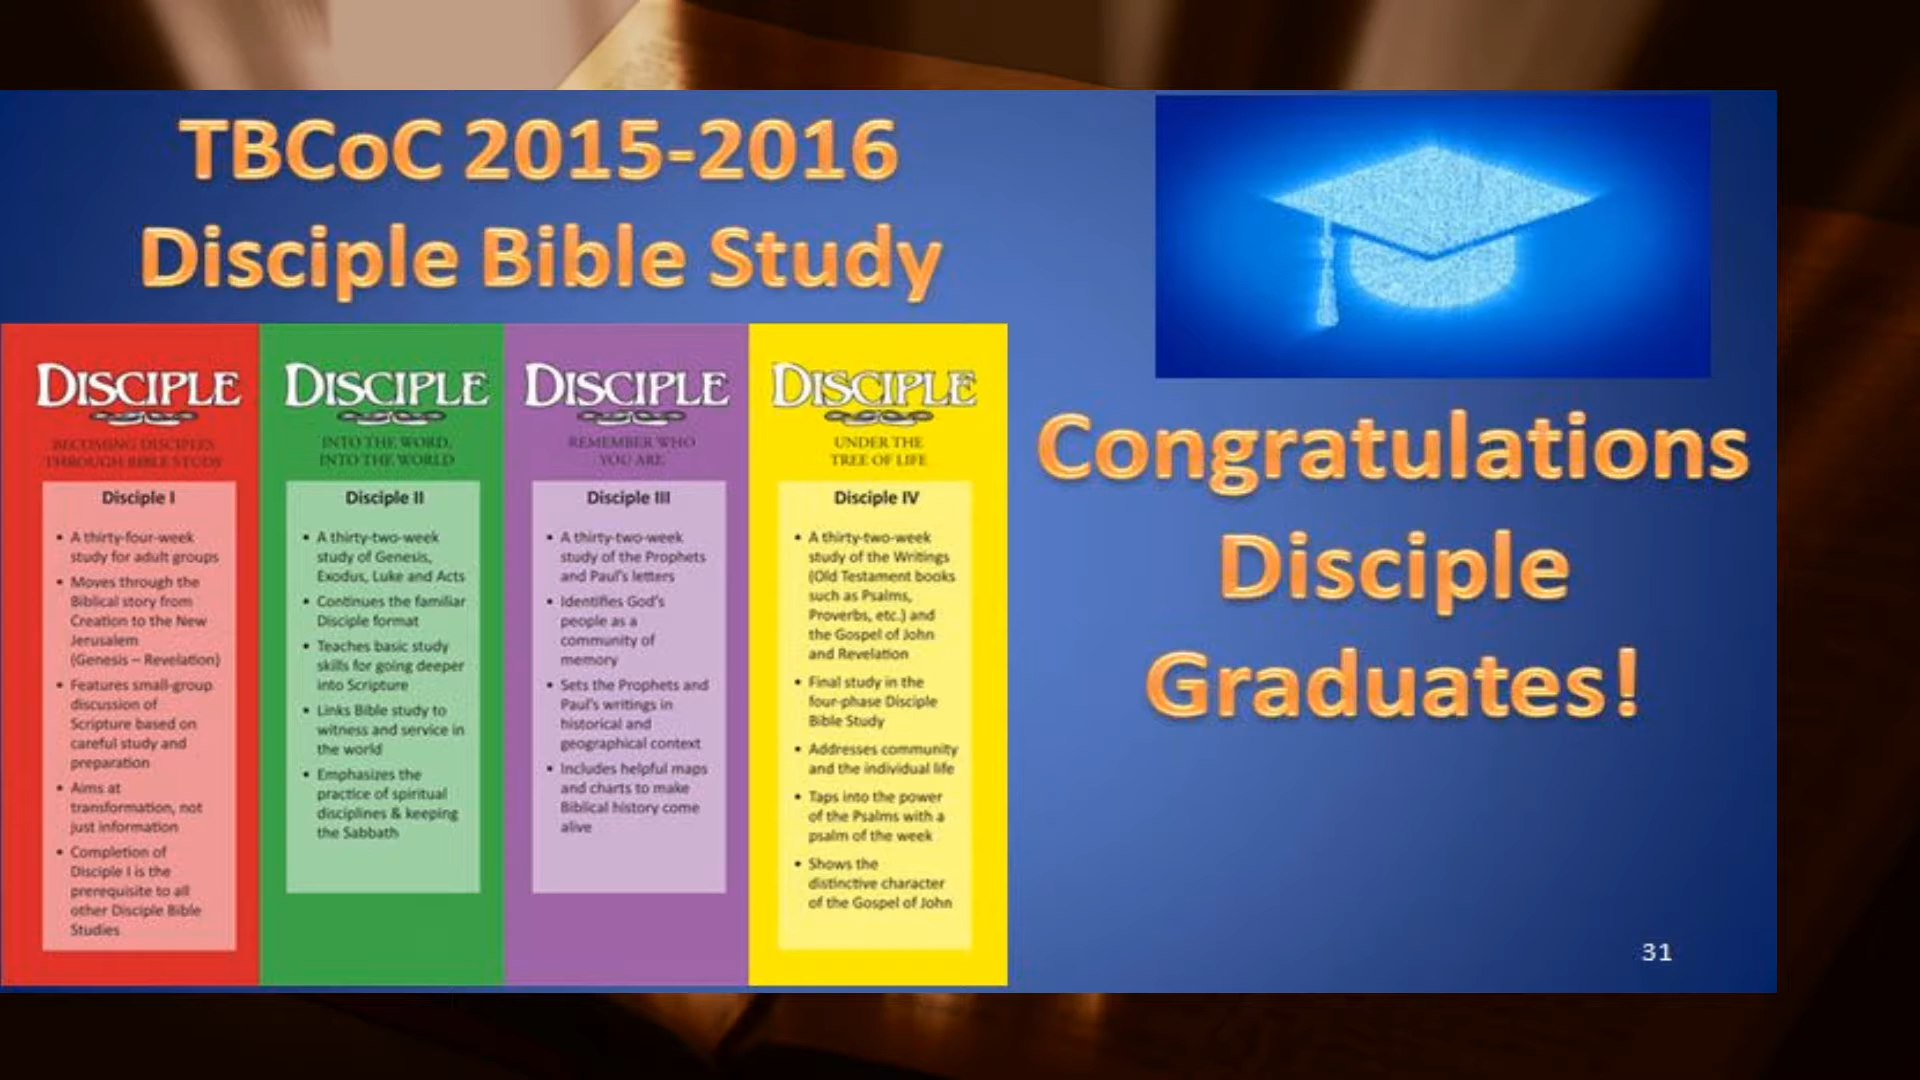 TBCoC 2015-2016
Disciple Bible Study
DISCIPLE
BECOMING DISCIPLES
THROUGH BIBLE STUDY
Disciple I
• A thirty-four-week
study for adult groups
• Moves through the
Biblical story from
Creation to the New
Jerusalem
(Genesis – Revelation)
• Features small-group
discussion of
Scripture based on
careful study and
preparation
• Aims at
transformation, not
just information
• Completion of
Disciple I is the
prerequisite to all
other Disciple Bible
Studies
DISCIPLE
INTO THE WORD,
INTO THE WORLD
Disciple II
• A thirty-two-week
study of Genesis,
Exodus, Luke and Acts
• Continues the familiar
Disciple format
• Teaches basic study
skills for going deeper
into Scripture
• Links Bible study to
witness and service in
the world
• Emphasizes the
practice of spiritual
disciplines & keeping
the Sabbath
DISCIPLE
REMEMBER WHO
YOU ARE
Disciple III
• A thirty-two-week
study of the Prophets
and Paul's letters
• Identifies God's
people as a
community of
memory
• Sets the Prophets and
Paul's writings in
historical and
geographical context
• Includes helpful maps
and charts to make
Biblical history come
alive
DISCIPLE
UNDER THE
TREE OF LIFE
Disciple IV
• A thirty-two-week
study of the Writings
(Old Testament books
such as Psalms,
Proverbs, etc.) and
the Gospel of John
and Revelation
• Final study in the
four-phase Disciple
Bible Study
• Addresses community
and the individual life
• Taps into the power
of the Psalms with a
psalm of the week
• Shows the
distinctive character
of the Gospel of John
Congratulations
Disciple
Graduates!
31